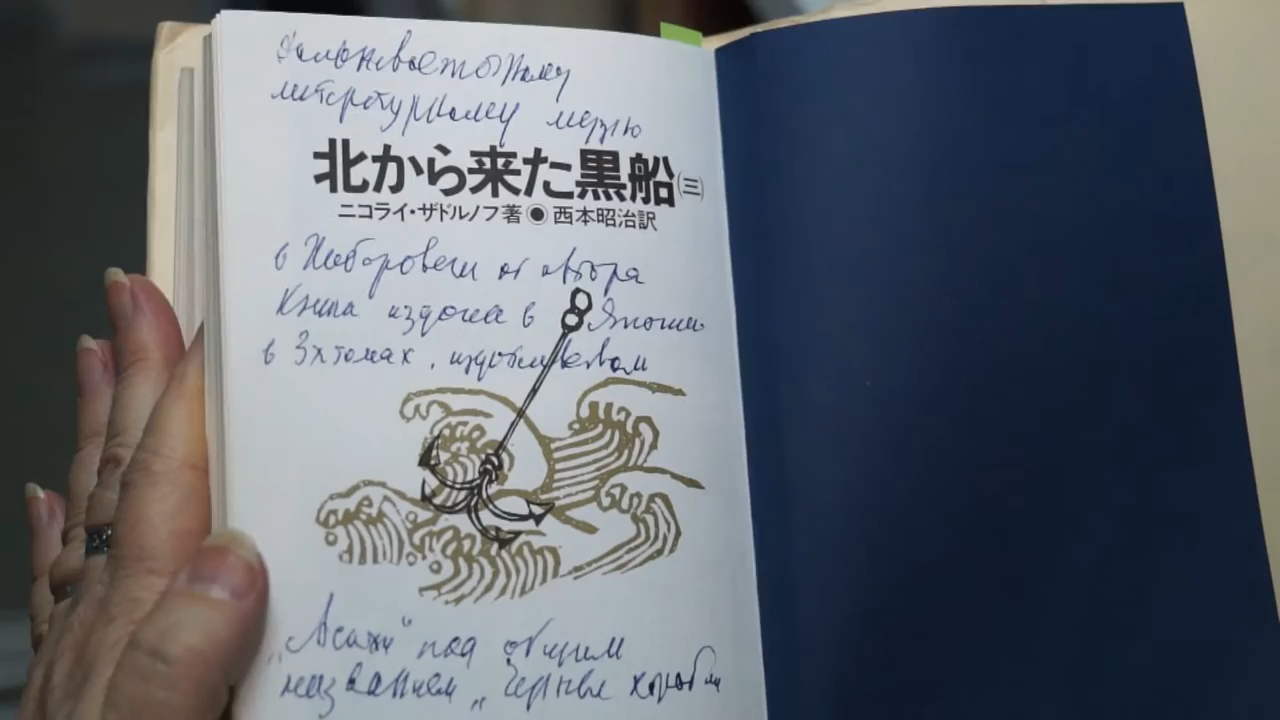 Дальневосточному
литературному музею
北から来た黒船(三)
ニコライ・ザドルノフ著●西本昭治訳
в Хабаровске от автора
Книга издана в Японии
в 3х томах, издательством
„Асахи“ под общим
названием „Черные корабли